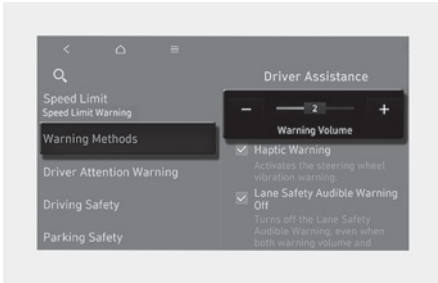 Driver Assistance
Speed Limit
Speed Limit Warning
Warning Methods
Driver Attention Warning
Driving Safety
Parking Safety
− 2 +
Warning Volume
Haptic Warning
Activates the steering wheel
vibration warning.
Lane Safety Audible Warning
Off
Turns off the Lane Safety
Audible Warning, even when
both warning volume and